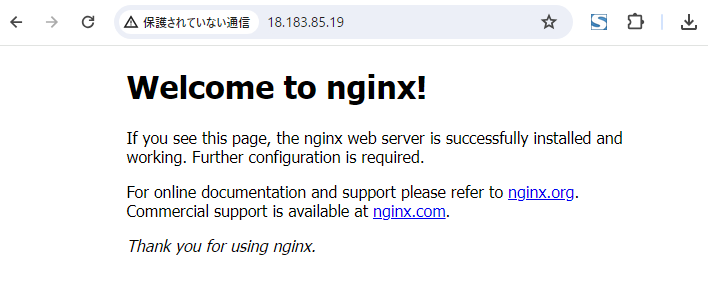 保護されていない通信 18.183.85.19
Welcome to nginx!
If you see this page, the nginx web server is successfully installed and
working. Further configuration is required.
For online documentation and support please refer to nginx.org.
Commercial support is available at nginx.com.
Thank you for using nginx.